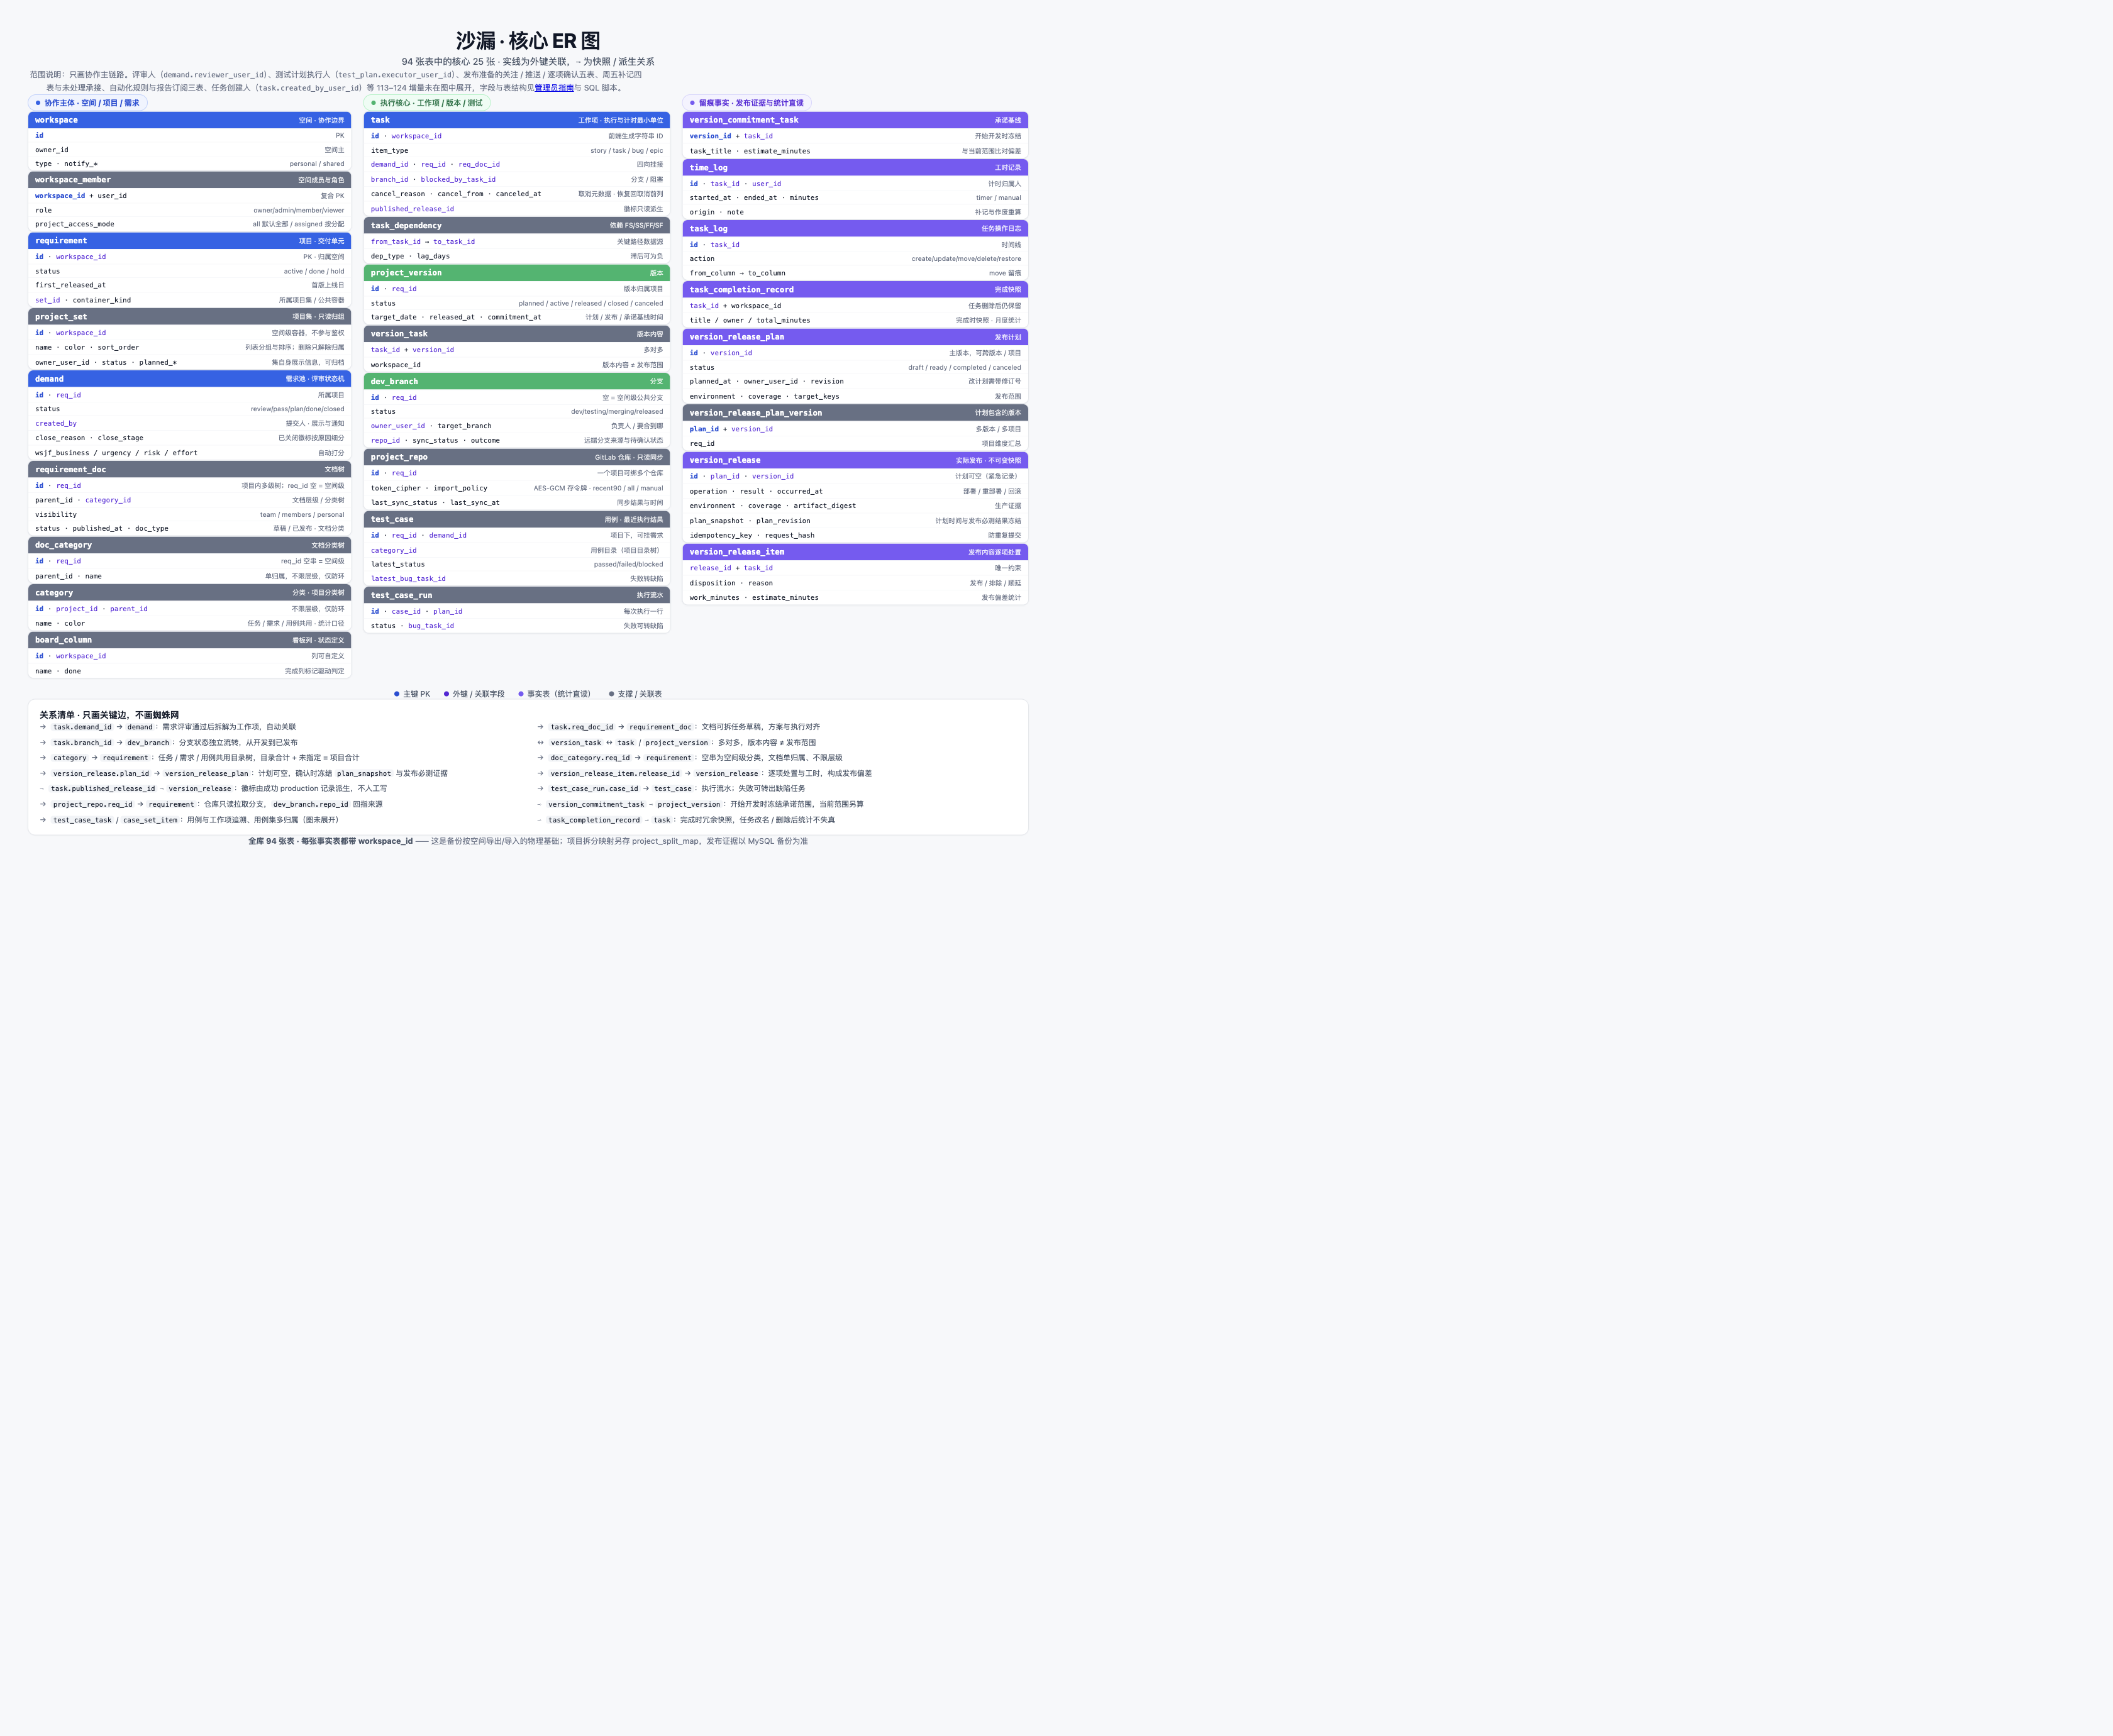 沙漏 · 核心 ER 图
94 张表中的核心 25 张 · 实线为外键关联，┄ 为快照 / 派生关系
范围说明：只画协作主链路。评审人（demand.reviewer_user_id）、测试计划执行人（test_plan.executor_user_id）、发布准备的关注 / 推送 / 逐项确认五表、周五补记四
表与未处理承接、自动化规则与报告订阅三表、任务创建人（task.created_by_user_id）等 113–124 增量未在图中展开，字段与表结构见管理员指南与 SQL 脚本。
协作主体 · 空间 / 项目 / 需求
workspace 空间 · 协作边界
id PK
owner_id 空间主
type · notify_* personal / shared
workspace_member 空间成员与角色
workspace_id + user_id 复合 PK
role owner/admin/member/viewer
project_access_mode all 默认全部 / assigned 按分配
requirement 项目 · 交付单元
id · workspace_id PK · 归属空间
status active / done / hold
first_released_at 首版上线日
set_id · container_kind 所属项目集 / 公共容器
project_set 项目集 · 只读归组
id · workspace_id 空间级容器，不参与鉴权
name · color · sort_order 列表分组与排序；删除只解除归属
owner_user_id · status · planned_* 集自身展示信息，可归档
demand 需求池 · 评审状态机
id · req_id 所属项目
status review/pass/plan/done/closed
created_by 提交人 · 展示与通知
close_reason · close_stage 已关闭徽标按原因细分
wsjf_business / urgency / risk / effort 自动打分
requirement_doc 文档树
id · req_id 项目内多级树；req_id 空 = 空间级
parent_id · category_id 文档层级 / 分类树
visibility team / members / personal
status · published_at · doc_type 草稿 / 已发布 · 文档分类
doc_category 文档分类树
id · req_id req_id 空串 = 空间级
parent_id · name 单归属，不限层级，仅防环
category 分类 · 项目分类树
id · project_id · parent_id 不限层级，仅防环
name · color 任务 / 需求 / 用例共用 · 统计口径
board_column 看板列 · 状态定义
id · workspace_id 列可自定义
name · done 完成列标记驱动判定
执行核心 · 工作项 / 版本 / 测试
task 工作项 · 执行与计时最小单位
id · workspace_id 前端生成字符串 ID
item_type story / task / bug / epic
demand_id · req_id · req_doc_id 四向挂接
branch_id · blocked_by_task_id 分支 / 阻塞
cancel_reason · cancel_from · canceled_at 取消元数据 · 恢复回取消前列
published_release_id 徽标只读派生
task_dependency 依赖 FS/SS/FF/SF
from_task_id → to_task_id 关键路径数据源
dep_type · lag_days 滞后可为负
project_version 版本
id · req_id 版本归属项目
status planned / active / released / closed / canceled
target_date · released_at · commitment_at 计划 / 发布 / 承诺基线时间
version_task 版本内容
task_id + version_id 多对多
workspace_id 版本内容 ≠ 发布范围
dev_branch 分支
id · req_id 空 = 空间级公共分支
status dev/testing/merging/released
owner_user_id · target_branch 负责人 / 要合到哪
repo_id · sync_status · outcome 远端分支来源与待确认状态
project_repo GitLab 仓库 · 只读同步
id · req_id 一个项目可绑多个仓库
token_cipher · import_policy AES-GCM 存令牌 · recent90 / all / manual
last_sync_status · last_sync_at 同步结果与时间
test_case 用例 · 最近执行结果
id · req_id · demand_id 项目下，可挂需求
category_id 用例目录（项目目录树）
latest_status passed/failed/blocked
latest_bug_task_id 失败转缺陷
test_case_run 执行流水
id · case_id · plan_id 每次执行一行
status · bug_task_id 失败可转缺陷
留痕事实 · 发布证据与统计直读
version_commitment_task 承诺基线
version_id + task_id 开始开发时冻结
task_title · estimate_minutes 与当前范围比对偏差
time_log 工时记录
id · task_id · user_id 计时归属人
started_at · ended_at · minutes timer / manual
origin · note 补记与作废重算
task_log 任务操作日志
id · task_id 时间线
action create/update/move/delete/restore
from_column → to_column move 留痕
task_completion_record 完成快照
task_id + workspace_id 任务删除后仍保留
title / owner / total_minutes 完成时快照 · 月度统计
version_release_plan 发布计划
id · version_id 主版本，可跨版本 / 项目
status draft / ready / completed / canceled
planned_at · owner_user_id · revision 改计划需带修订号
environment · coverage · target_keys 发布范围
version_release_plan_version 计划包含的版本
plan_id + version_id 多版本 / 多项目
req_id 项目维度汇总
version_release 实际发布 · 不可变快照
id · plan_id · version_id 计划可空（紧急记录）
operation · result · occurred_at 部署 / 重部署 / 回滚
environment · coverage · artifact_digest 生产证据
plan_snapshot · plan_revision 计划时间与发布必测结果冻结
idempotency_key · request_hash 防重复提交
version_release_item 发布内容逐项处置
release_id + task_id 唯一约束
disposition · reason 发布 / 排除 / 顺延
work_minutes · estimate_minutes 发布偏差统计
主键 PK 外键 / 关联字段 事实表（统计直读） 支撑 / 关联表
关系清单 · 只画关键边，不画蜘蛛网
→ task.demand_id → demand：需求评审通过后拆解为工作项，自动关联
→ task.req_doc_id → requirement_doc：文档可拆任务草稿，方案与执行对齐
→ task.branch_id → dev_branch：分支状态独立流转，从开发到已发布
↔ version_task ↔ task / project_version：多对多，版本内容 ≠ 发布范围
→ category → requirement：任务 / 需求 / 用例共用目录树，目录合计 + 未指定 = 项目合计
→ doc_category.req_id → requirement：空串为空间级分类，文档单归属、不限层级
→ version_release.plan_id → version_release_plan：计划可空，确认时冻结 plan_snapshot 与发布必测证据
→ version_release_item.release_id → version_release：逐项处置与工时，构成发布偏差
┄ task.published_release_id ┄ version_release：徽标由成功 production 记录派生，不人工写
→ test_case_run.case_id → test_case：执行流水；失败可转出缺陷任务
→ project_repo.req_id → requirement：仓库只读拉取分支，dev_branch.repo_id 回指来源
┄ version_commitment_task ┄ project_version：开始开发时冻结承诺范围，当前范围另算
→ test_case_task / case_set_item：用例与工作项追溯、用例集多归属（图未展开）
┄ task_completion_record ┄ task：完成时冗余快照，任务改名 / 删除后统计不失真
全库 94 张表 · 每张事实表都带 workspace_id —— 这是备份按空间导出/导入的物理基础；项目拆分映射另存 project_split_map，发布证据以 MySQL 备份为准